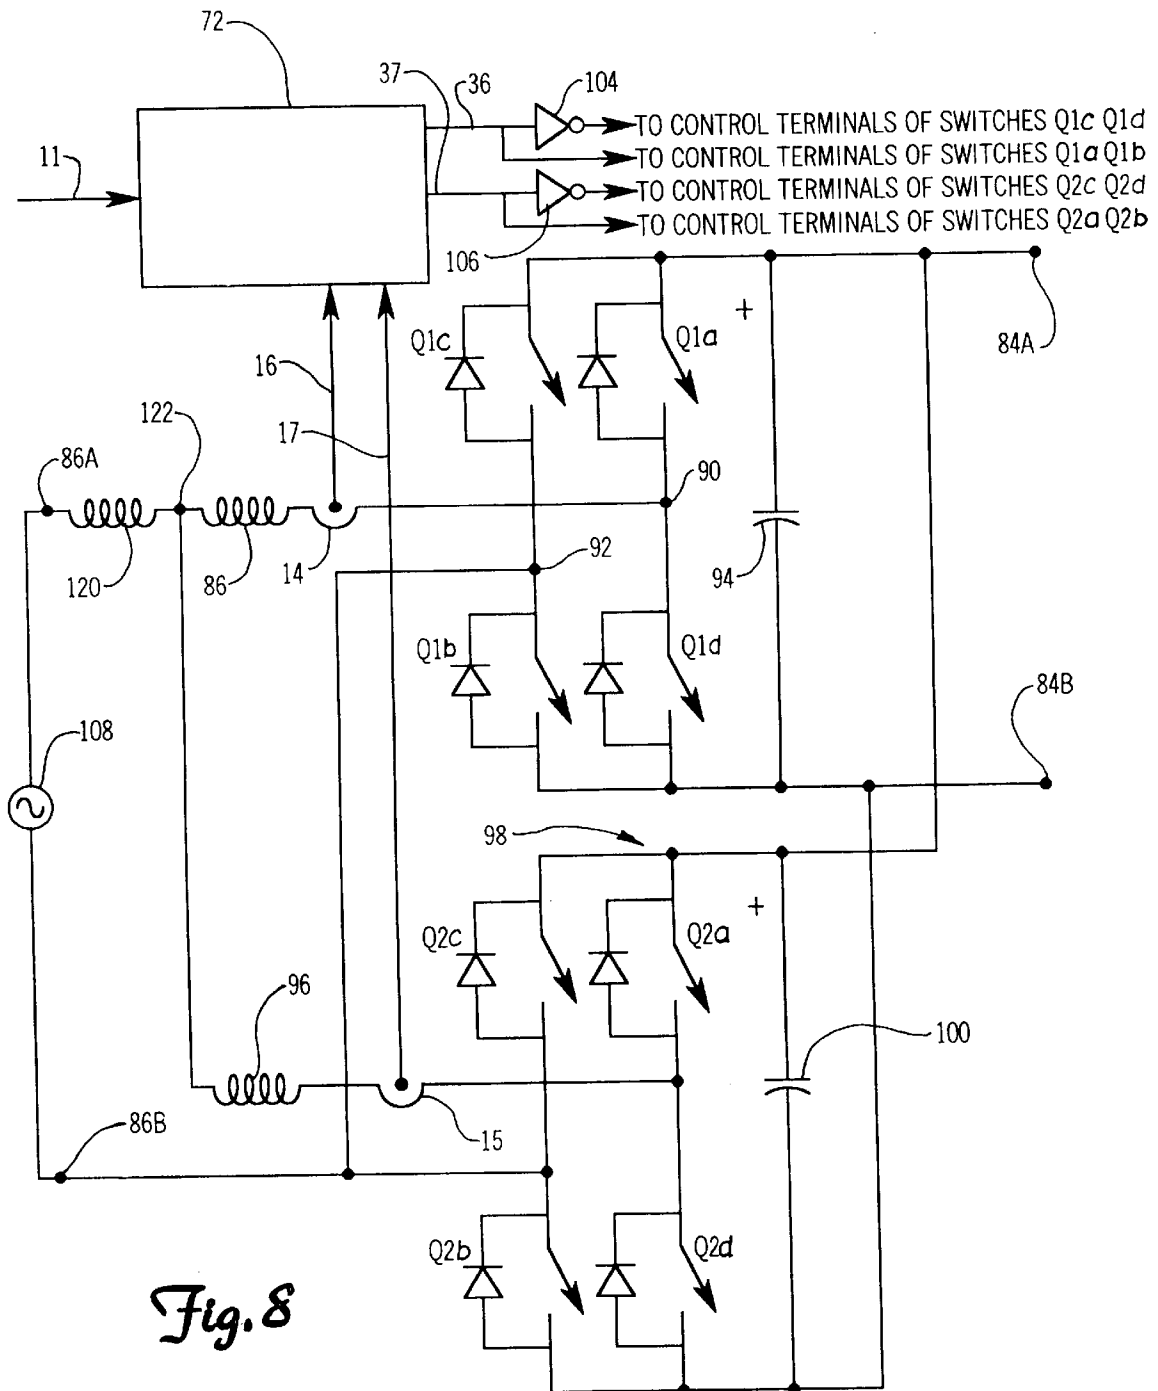 72
37
36
104
TO CONTROL TERMINALS OF SWITCHES Q1c Q1d
11
TO CONTROL TERMINALS OF SWITCHES Q1a Q1b
TO CONTROL TERMINALS OF SWITCHES Q2c Q2d
TO CONTROL TERMINALS OF SWITCHES Q2a Q2b
106
+
Q1c
Q1a
84A
16
122
17
86A
90
92
120
86
14
94
Q1b
Q1d
84B
108
98
+
Q2c
Q2a
96
100
86B
15
Q2b
Q2d
Fig. 8